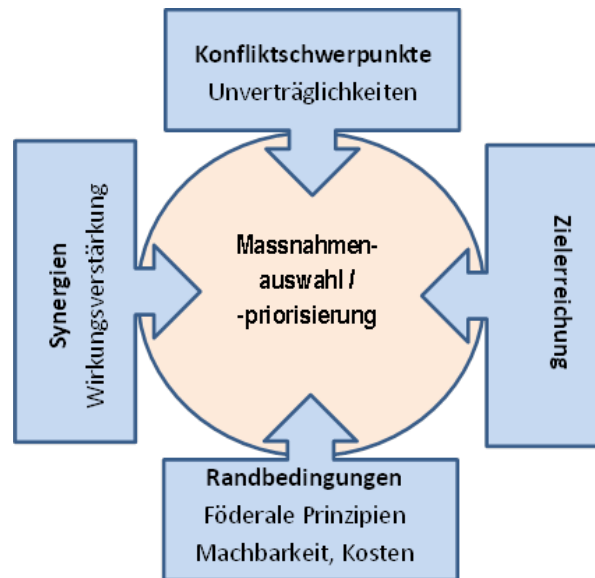 Konfliktschwerpunkte
Unverträglichkeiten
Synergien
Wirkungsverstärkung
Massnahmen-
auswahl /
-priorisierung
Zielerreichung
Randbedingungen
Föderale Prinzipien
Machbarkeit, Kosten